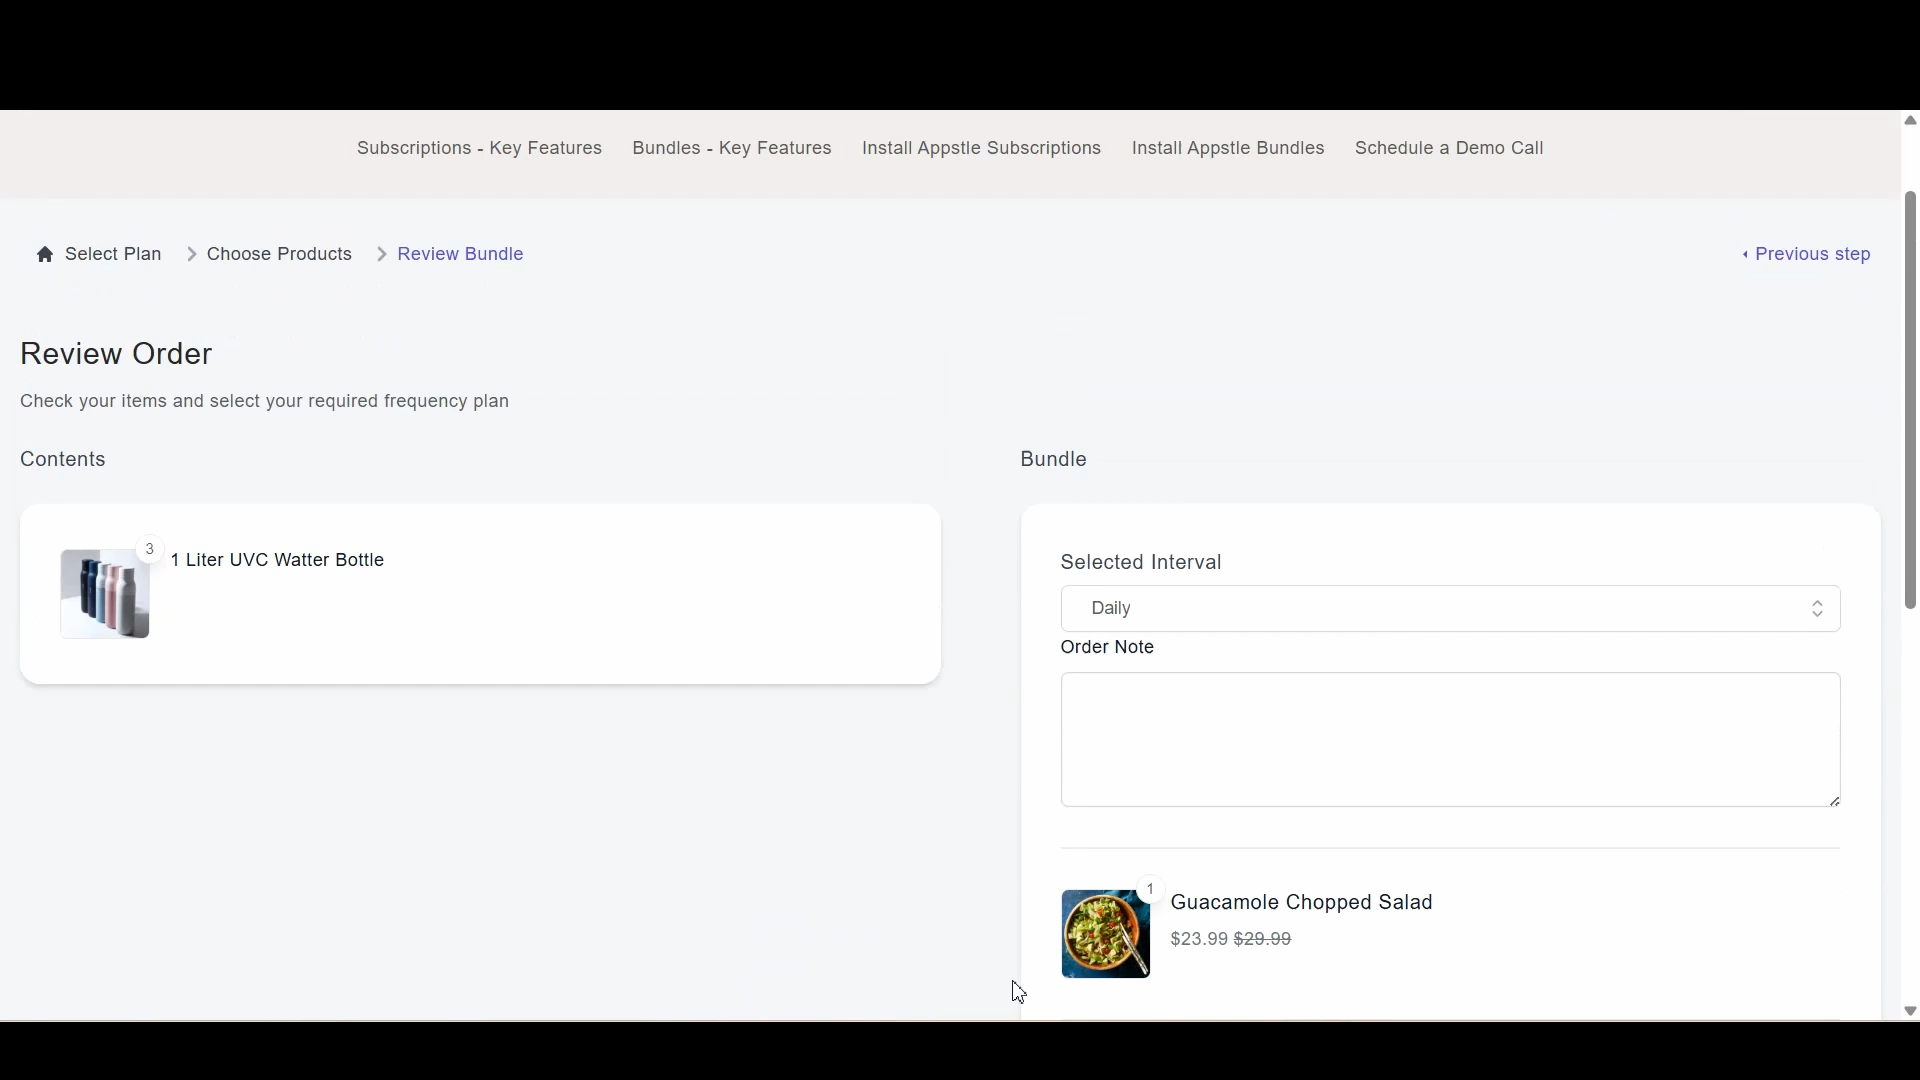 Subscriptions - Key Features Bundles - Key Features Install Appstle Subscriptions Install Appstle Bundles Schedule a Demo Call
Select Plan Choose Products Review Bundle Previous step
Review Order
Check your items and select your required frequency plan
Contents
3
1 Liter UVC Watter Bottle
Bundle
Selected Interval
Daily
Order Note
1
Guacamole Chopped Salad
$23.99 $29.99